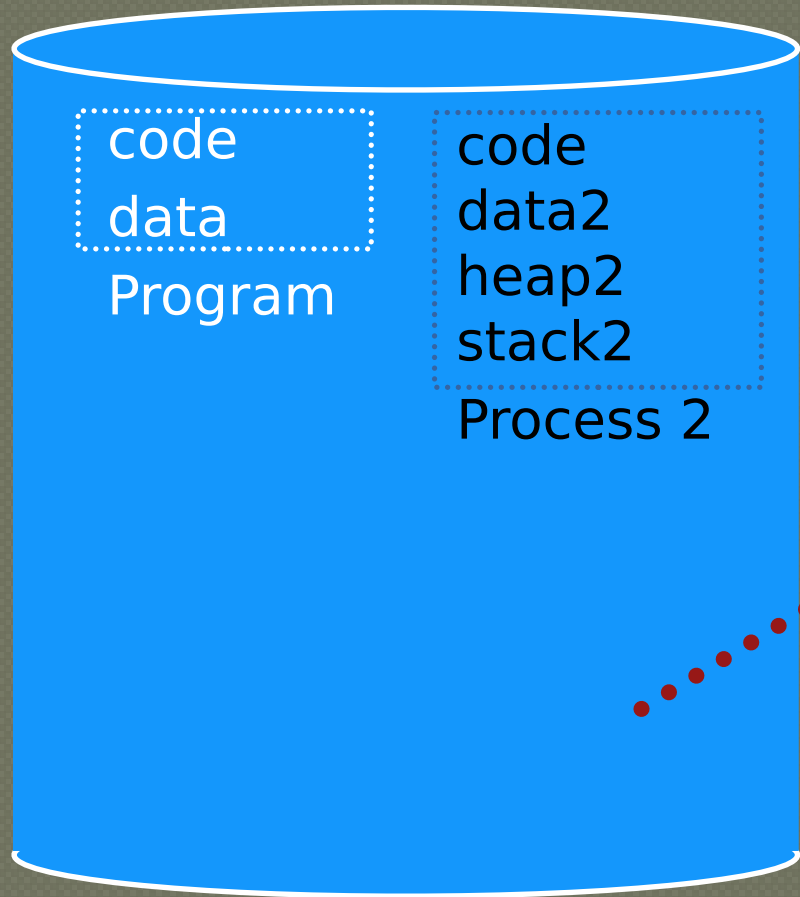 code
data
Program
code
data2
heap2
stack2
Process 2